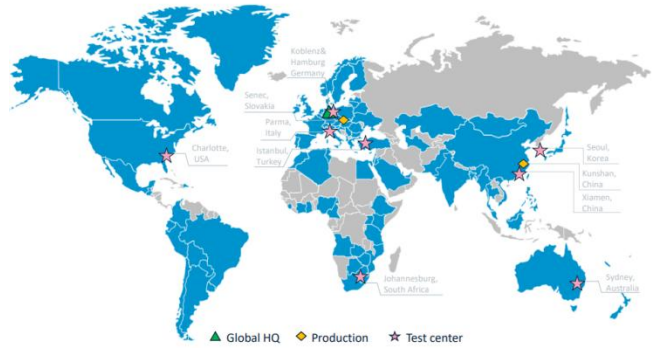 Koblenz&
Hamburg
Germany
Senec,
Slovakia
Parma,
Italy
Istanbul,
Turkey
Charlotte,
USA
Seoul,
Korea
Kunshan,
China
Xiamen,
China
Johannesburg,
South Africa
Sydney,
Australia
Global HQ Production Test center